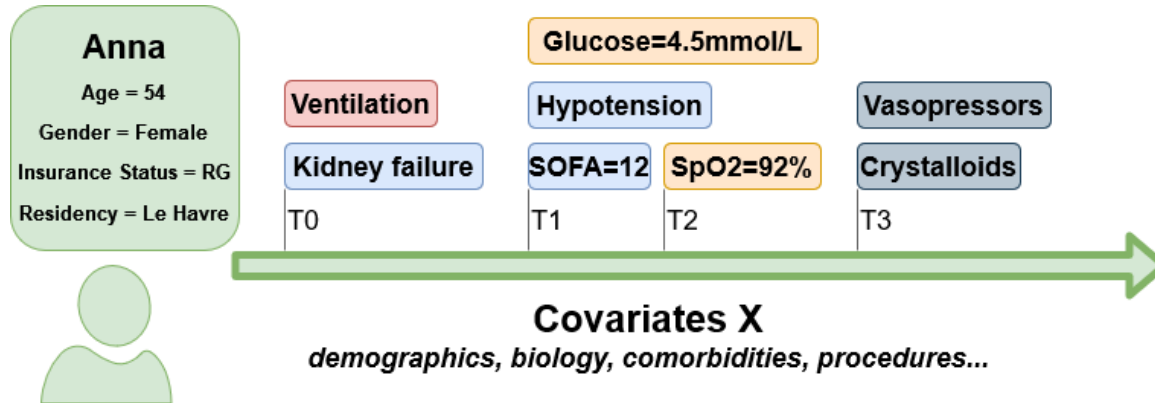 Anna
Age = 54
Gender = Female
Insurance Status = RG
Residency = Le Havre
Glucose=4.5mmol/L
Ventilation
Hypotension
Vasopressors
Kidney failure
SOFA=12
SpO2=92%
Crystalloids
T0
T1
T2
T3
Covariates X
demographics, biology, comorbidities, procedures...